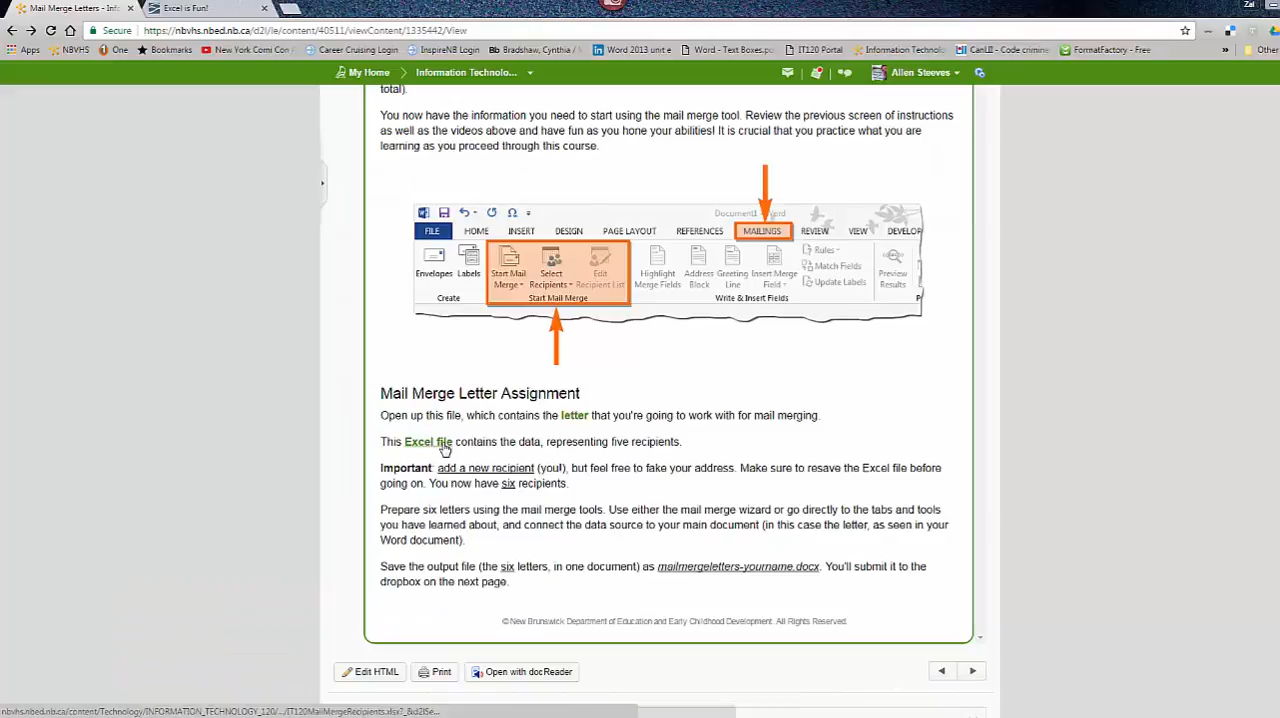 Mail Merge Letters - Inf
Excel is Fun!
Zal
Secure
https://nbvhs.nbed.nb.ca/d2l/le/content/40511/viewContent/1335442/View
Apps
NBVHS
One
Bookmarks
New York Comi Con
Career Cruising Login
InspireNB Login
Bradshaw, Cynthia /
Word 2013 unit e
Word - Text Boxes.pu
IT120 Portal
Information Technolo
CanLII - Code crimine
FormatFactory - Free
Other b
My Home
Information Technolo...
Allen Steeves
total).
You now have the information you need to start using the mail merge tool. Review the previous screen of instructions
as well as the videos above and have fun as you hone your abilities! It is crucial that you practice what you are
learning as you proceed through this course.
FILE
HOME
INSERT
DESIGN
PAGE LAYOUT
REFERENCES
MAILINGS
REVIEW
VIEW
DEVELOP
Envelopes
Labels
Create
Start Mail
Merge
Select
Recipients
Edit
Recipient List
Start Mail Merge
Highlight
Merge Fields
Address
Block
Greeting
Line
Insert Merge
Field
Rules
Match Fields
Update Labels
Write & Insert Fields
Preview
Results
P
Mail Merge Letter Assignment
Open up this file, which contains the letter that you're going to work with for mail merging.
This Excel file contains the data, representing five recipients.
Important: add a new recipient (you!), but feel free to fake your address. Make sure to resave the Excel file before
going on. You now have six recipients.
Prepare six letters using the mail merge tools. Use either the mail merge wizard or go directly to the tabs and tools
you have learned about, and connect the data source to your main document (in this case the letter, as seen in your
Word document).
Save the output file (the six letters, in one document) as mailmergeletters-yourname.docx. You'll submit it to the
dropbox on the next page.
©New Brunswick Department of Education and Early Childhood Development. All Rights Reserved.
Edit HTML
Print
Open with docReader
nbvhs.nbed.nb.ca/content/Technology/INFORMATION_TECHNOLOGY_120/.../IT120MailMergeRecipients.xlsx?_&d2lSe...